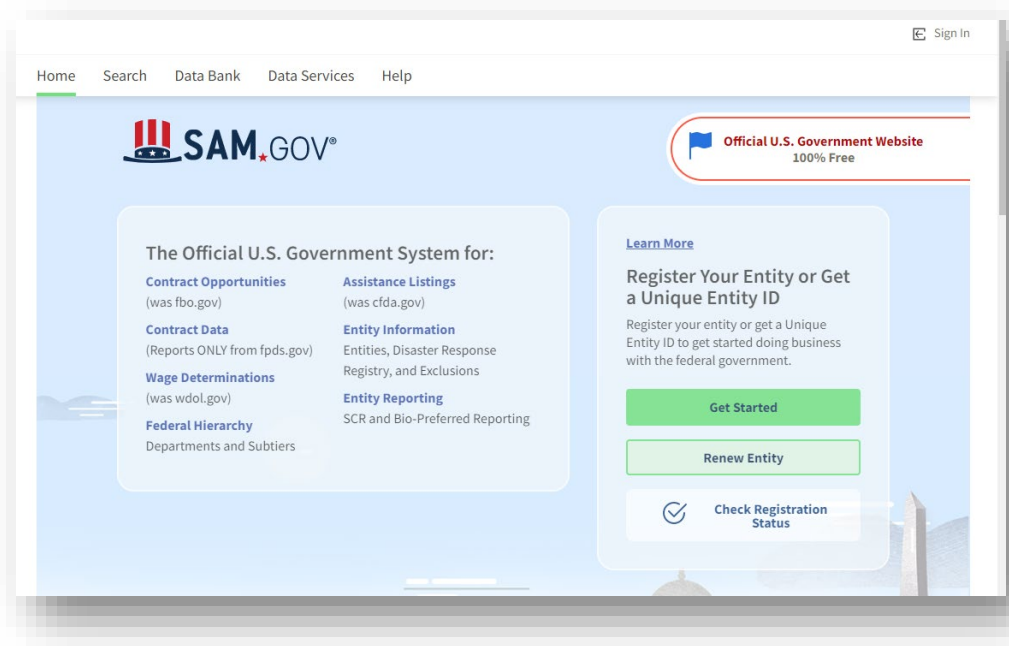 Sign In
Home Search Data Bank Data Services Help
SAM.GOV®
Official U.S. Government Website
100% Free
The Official U.S. Government System for:
Contract Opportunities
(was fbo.gov)
Contract Data
(Reports ONLY from fpds.gov)
Wage Determinations
(was wdol.gov)
Federal Hierarchy
Departments and Subtiers
Assistance Listings
(was cfda.gov)
Entity Information
Entities, Disaster Response
Registry, and Exclusions
Entity Reporting
SCR and Bio-Preferred Reporting
Learn More
Register Your Entity or Get
a Unique Entity ID
Register your entity or get a Unique
Entity ID to get started doing business
with the federal government.
Get Started
Renew Entity
Check Registration
Status